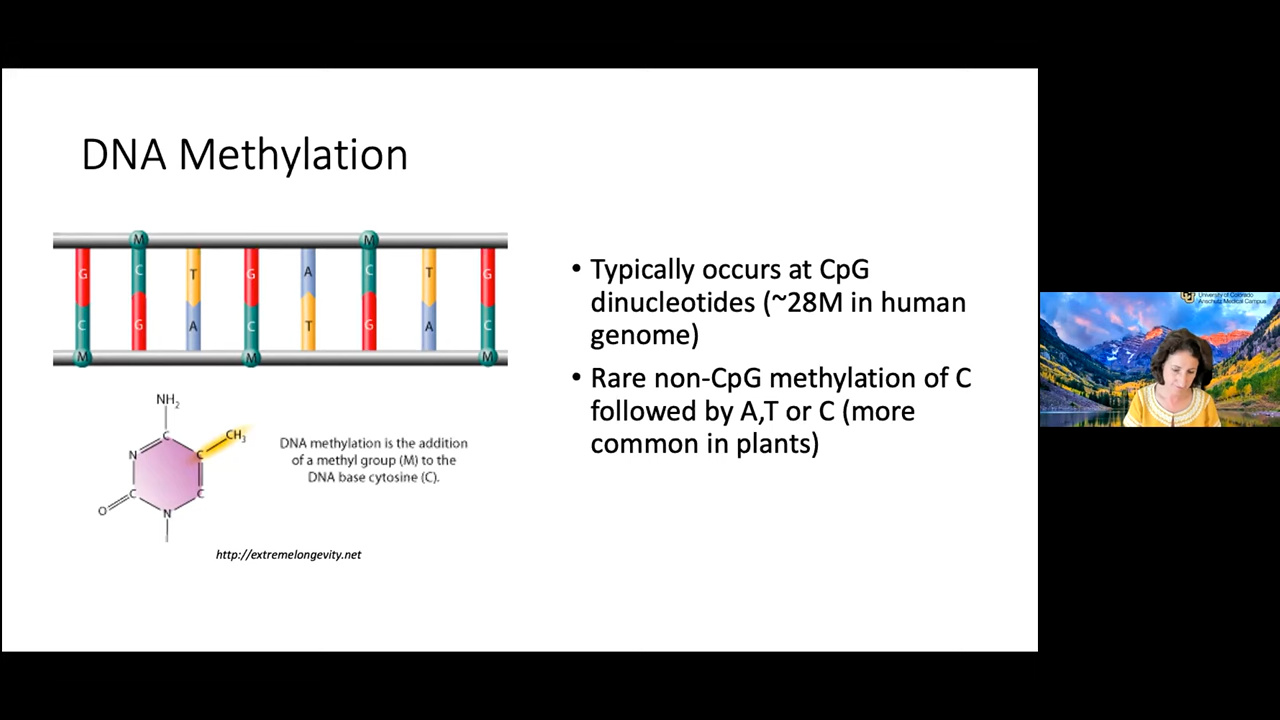 DNA Methylation
M M
G C T G A C T G
C G A C T G A C
M M M
• Typically occurs at CpG
dinucleotides (~28M in human
genome)
• Rare non-CpG methylation of C
followed by A,T or C (more
common in plants)
NH2
C CH3
N C
C C
O N
DNA methylation is the addition
of a methyl group (M) to the
DNA base cytosine (C).
http://extremelongevity.net
University of Colorado
Anschutz Medical Campus